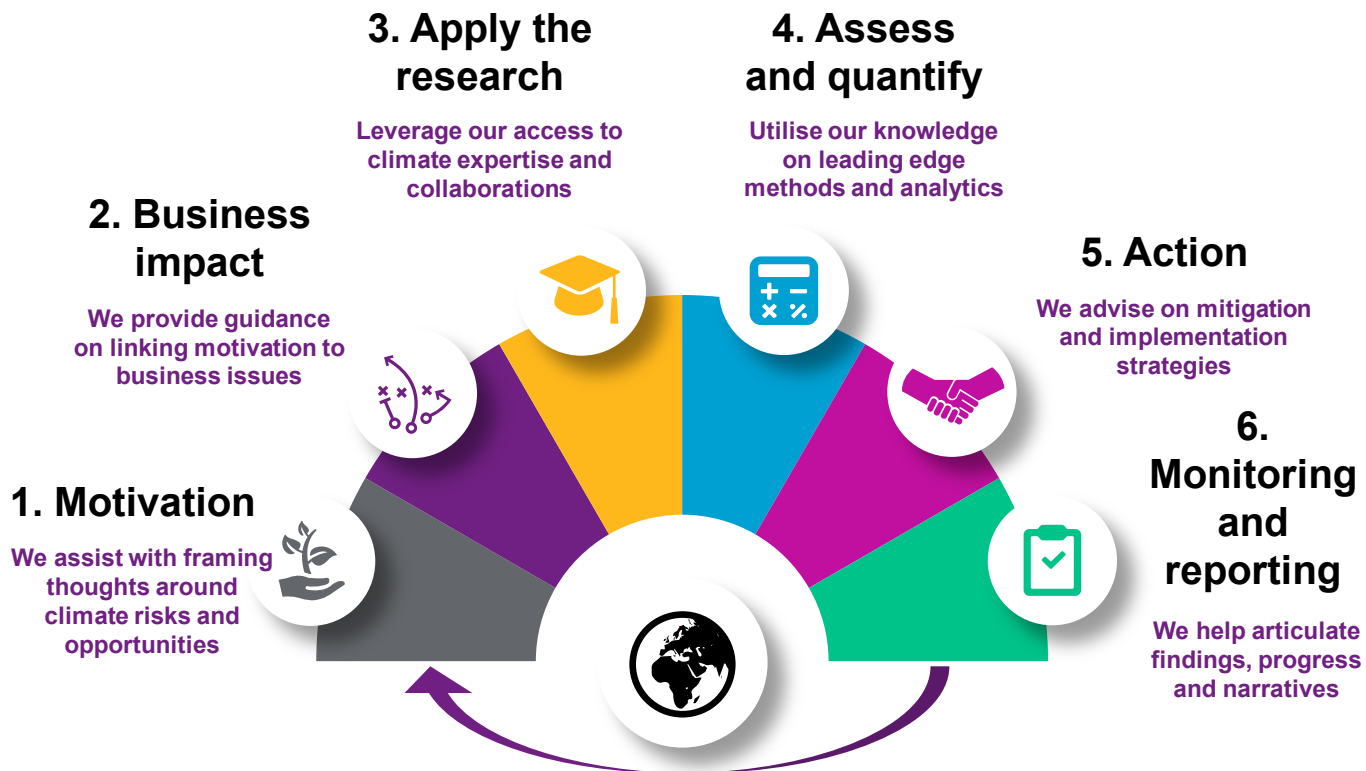 1. Motivation
We assist with framing
thoughts around
climate risks and
opportunities
2. Business
impact
We provide guidance
on linking motivation to
business issues
3. Apply the
research
Leverage our access to
climate expertise and
collaborations
4. Assess
and quantify
Utilise our knowledge
on leading edge
methods and analytics
5. Action
We advise on mitigation
and implementation
strategies
6.
Monitoring
and
reporting
We help articulate
findings, progress
and narratives